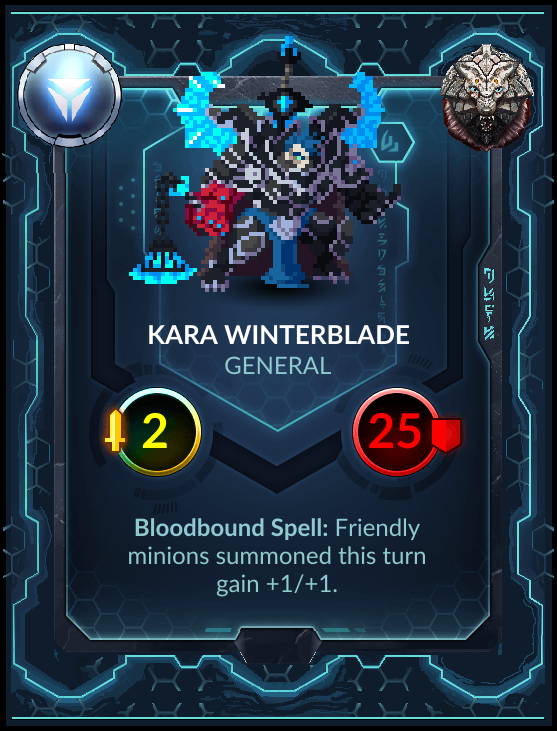 KARA WINTERBLADE
GENERAL
2
25
Bloodbound Spell: Friendly
minions summoned this turn
gain +1/+1.